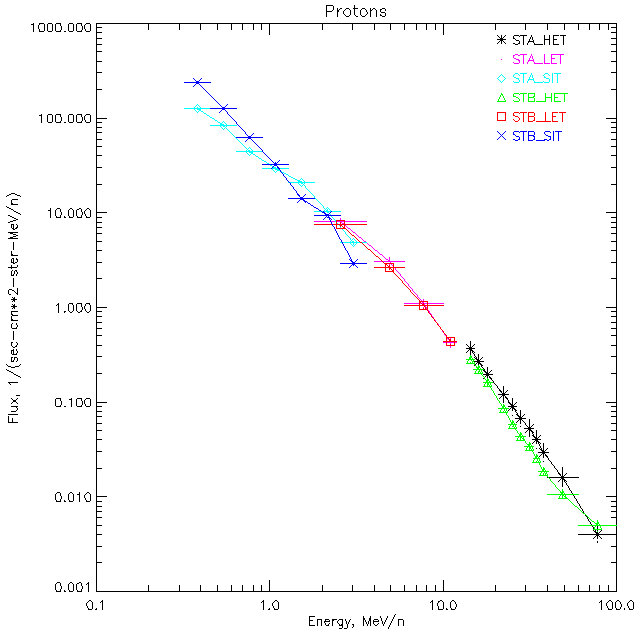 Protons
1000.000
100.000
10.000
1.000
0.100
0.010
0.001
Flux, 1/(sec-cm**2-ster-MeV/n)
STA_HET
STA_LET
STA_SIT
STB_HET
STB_LET
STB_SIT
0.1 1.0 10.0 100.0
Energy, MeV/n